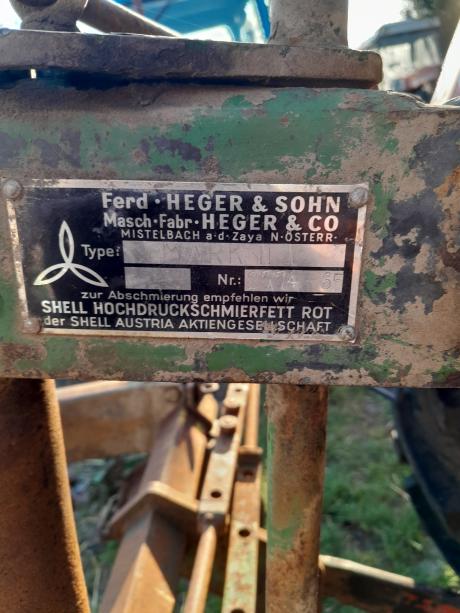 Ferd · HEGER & SOHN
Masch·Fabr·HEGER & CO
MISTELBACH a·d·Zaya N·ÖSTERR·
Type:
Nr.:
zur Abschmierung empfehlen wir
SHELL HOCHDRUCKSCHMIERFETT ROT
der SHELL AUSTRIA AKTIENGESELLSCHAFT